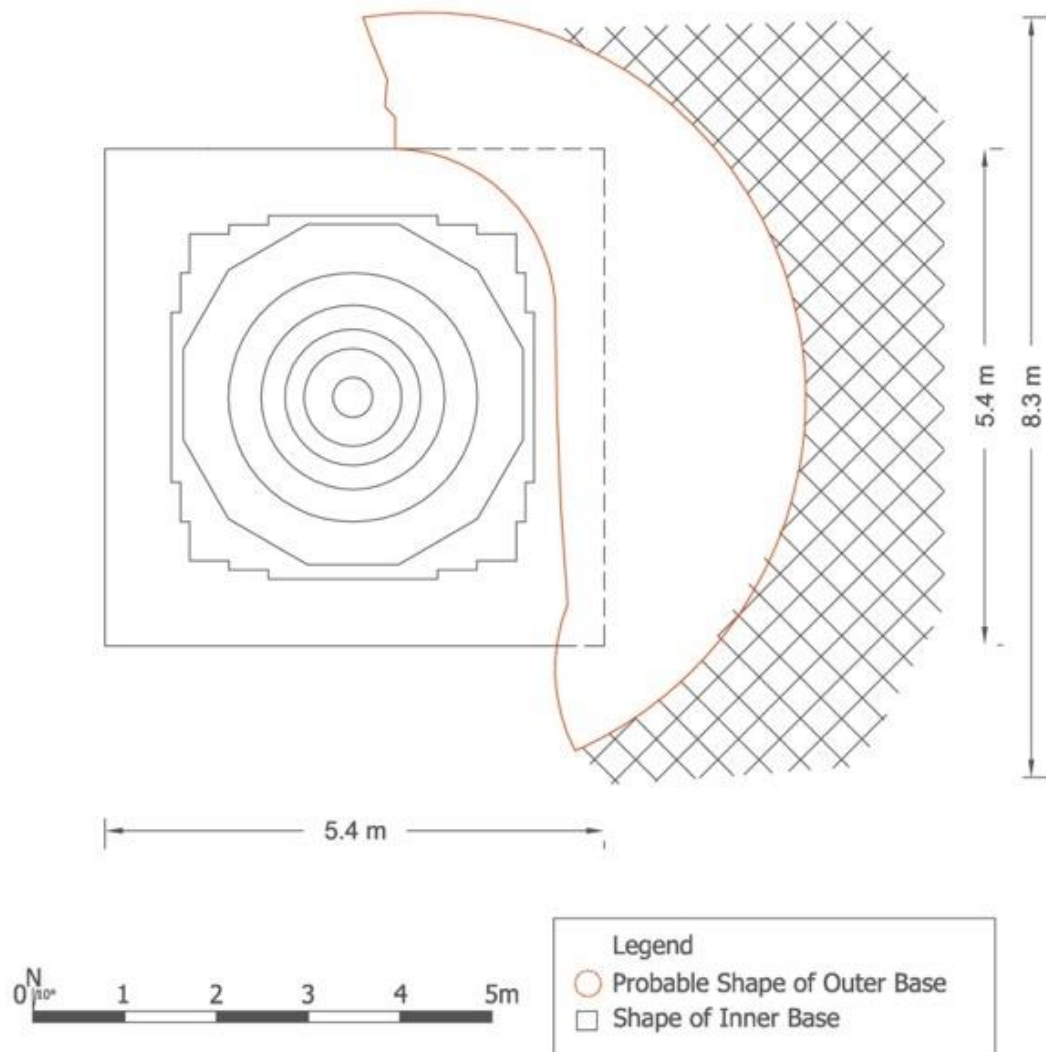 5.4 m
8.3 m
5.4 m
N
10°
0 1 2 3 4 5m
Legend
Probable Shape of Outer Base
Shape of Inner Base